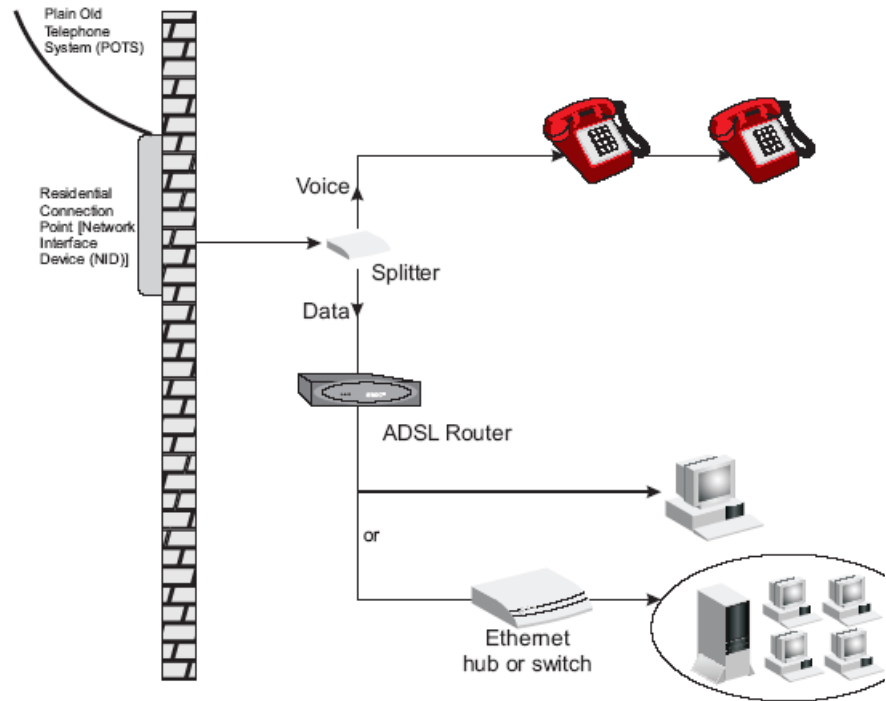 Plain Old
Telephone
System (POTS)
Residential
Connection
Point [Network
Interface
Device (NID)]
Voice
Splitter
Data
ADSL Router
or
Ethernet
hub or switch